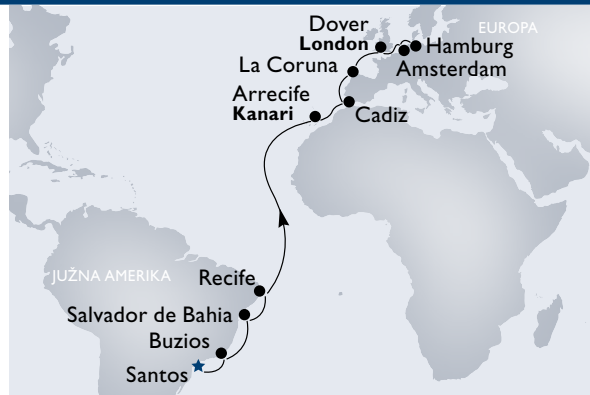 Dover
London
EUROPA
Hamburg
Amsterdam
La Coruna
Arrecife
Kanari
Cadiz
JUŽNA AMERIKA
Recife
Salvador de Bahia
Buzios
Santos